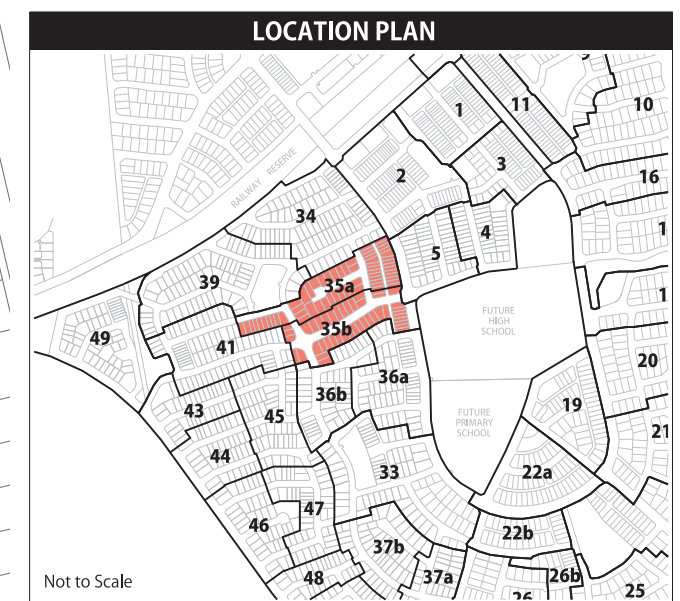 LOCATION PLAN
9
11
10
1
3
2
16
RAILWAY RESERVE
34
5
4
39
35a
FUTURE
HIGH
SCHOOL
49
35b
41
20
36a
36b
43
45
19
FUTURE
PRIMARY
SCHOOL
21
44
33
22a
47
46
22b
37b
48
37a
26b
26
25
Not to Scale